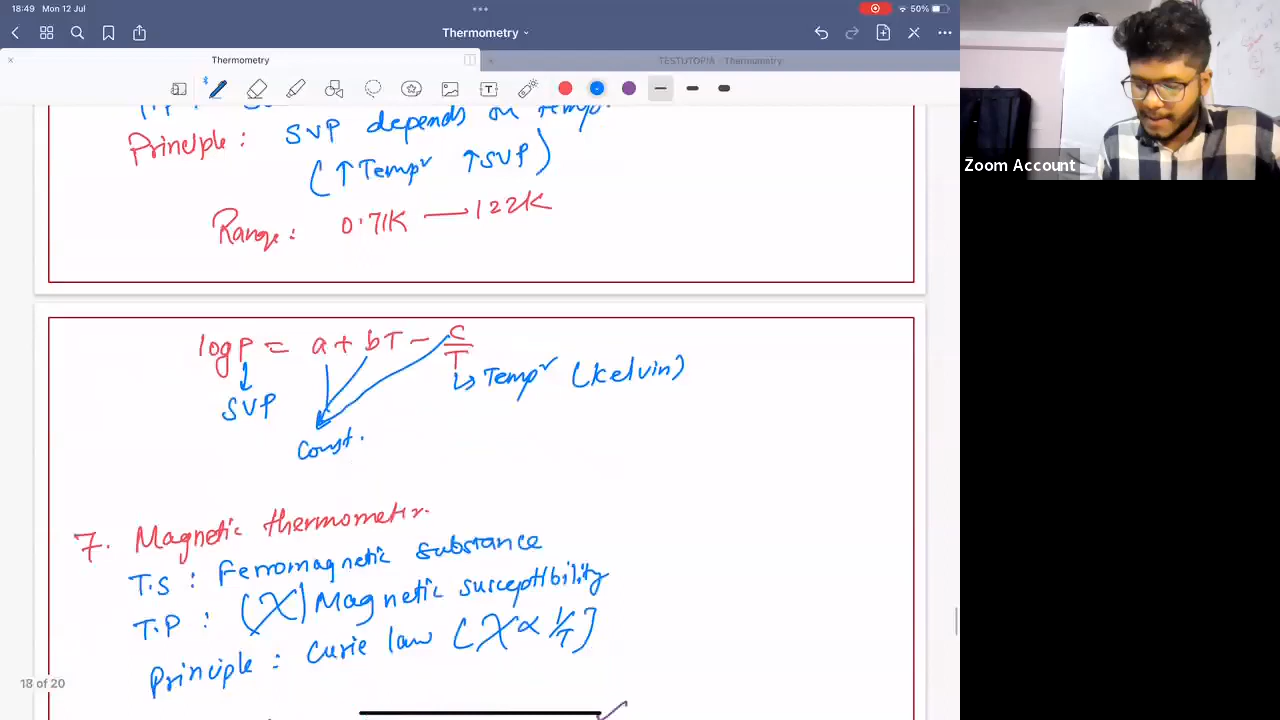 18:49 Mon 12 Jul
50%
Thermometry
Thermometry
TESTUTOPIA - Thermometry
Zoom Account
T.P :
Principle : SVP depends on Tempr.
(↑ Tempr ↑ SVP)
Range : 0.71K — 122K
log P = a + bT - C/T
SVP
↳ Tempr (Kelvin)
Const.
7. Magnetic thermometer.
T.S : Ferromagnetic substance
T.P : (χ) Magnetic susceptibility
Principle : Curie law (χ ∝ 1/T)
18 of 20